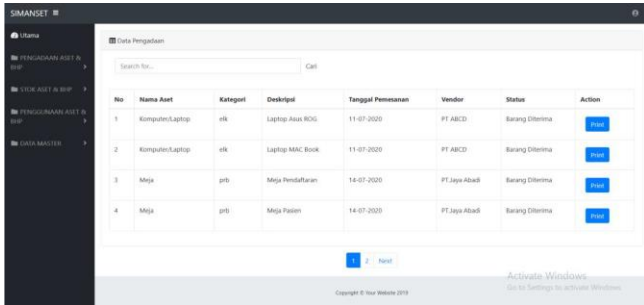 SIMANSET
Utama
PENGADAAN ASET &
BHP
STOK ASET & BHP
PENGGUNAAN ASET &
BHP
DATA MASTER
Data Pengadaan
Search for...
Cari
No Nama Aset Kategori Deskripsi Tanggal Pemesanan Vendor Status Action
1 Komputer/Laptop elk Laptop Asus ROG 11-07-2020 PT ABCD Barang Diterima Print
2 Komputer/Laptop elk Laptop MAC Book 11-07-2020 PT ABCD Barang Diterima Print
3 Meja prb Meja Pendaftaran 14-07-2020 PT.Jaya Abadi Barang Diterima Print
4 Meja prb Meja Pasien 14-07-2020 PT.Jaya Abadi Barang Diterima Print
1 2 Next
Activate Windows
Go to Settings to activate Windows.
Copyright © Your Website 2019